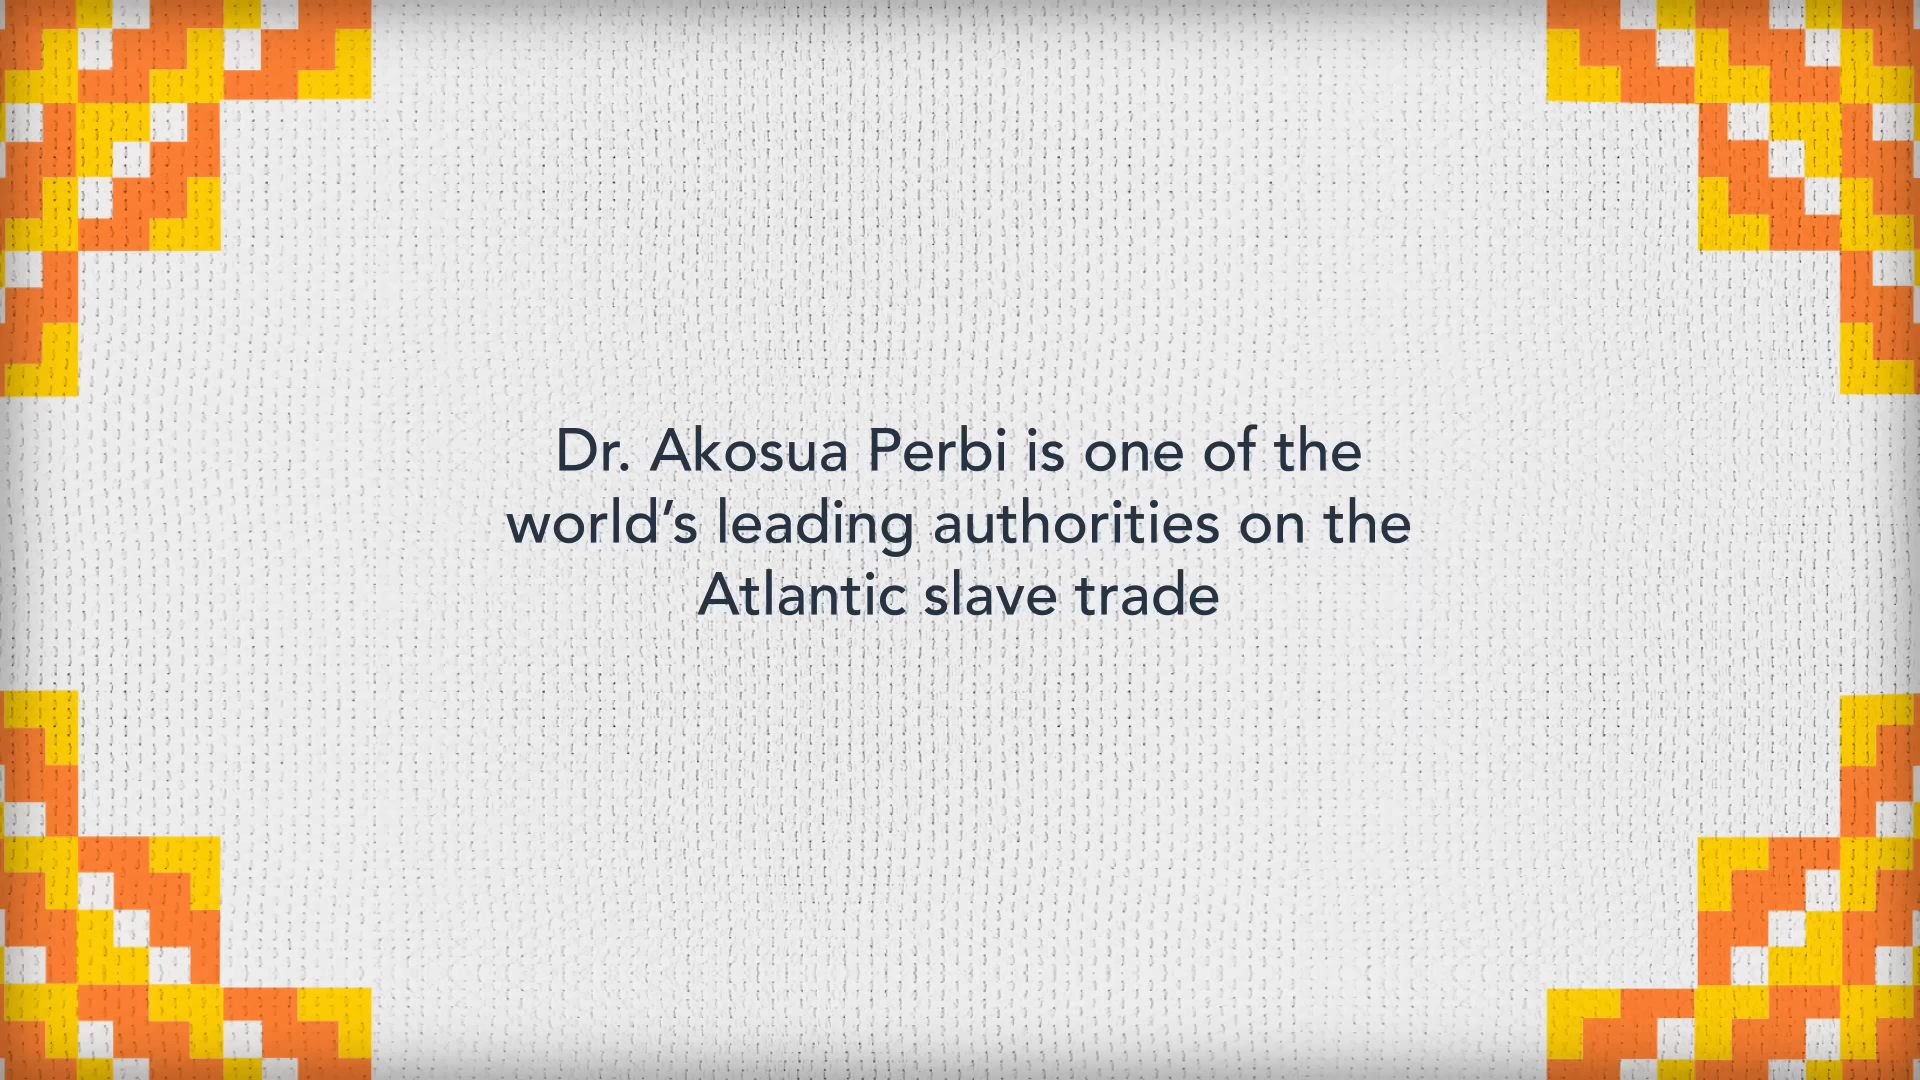 Dr. Akosua Perbi is one of the
world’s leading authorities on the
Atlantic slave trade